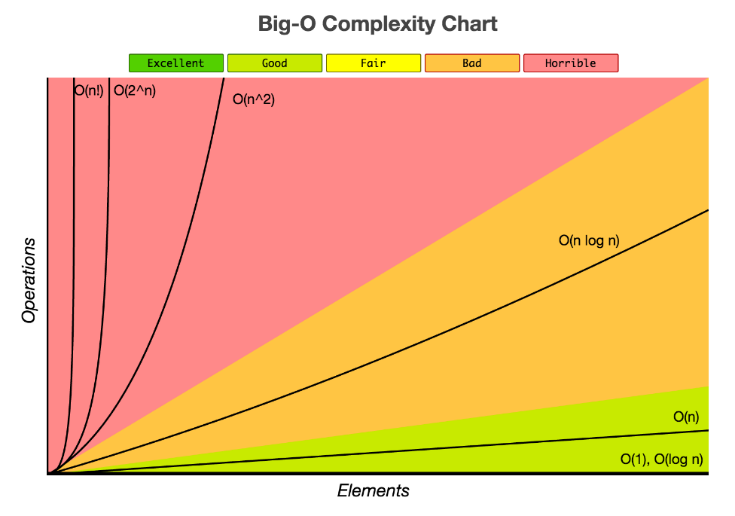 Big-O Complexity Chart
Excellent Good Fair Bad Horrible
O(n!) O(2^n)
O(n^2)
O(n log n)
Operations
O(n)
O(1), O(log n)
Elements